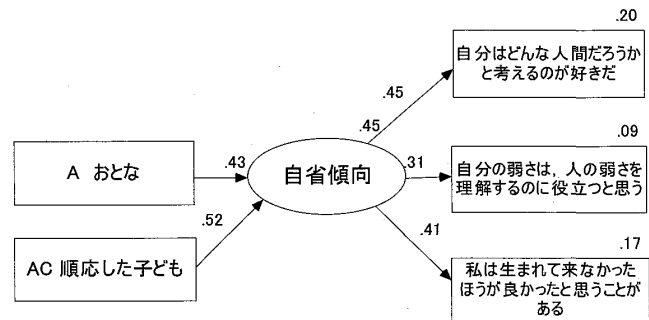 .20
自分はどんな人間だろうか
と考えるのが好きだ
.45
.45
.09
A おとな
.43
自省傾向
.31
自分の弱さは，人の弱さを
理解するのに役立つと思う
.52
.41
AC 順応した子ども
.17
私は生まれて来なかった
ほうが良かったと思うことが
ある